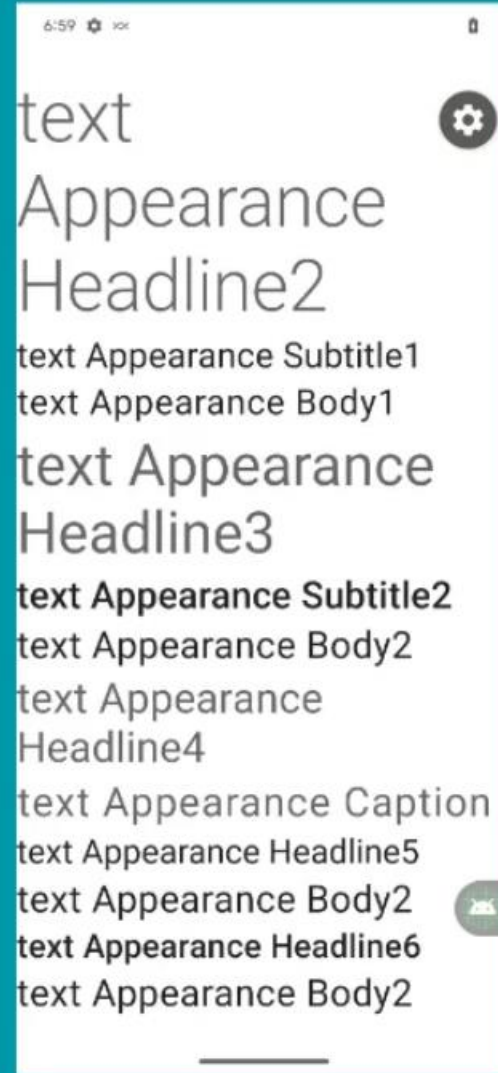 6:59
text
Appearance
Headline2
text Appearance Subtitle1
text Appearance Body1
text Appearance
Headline3
text Appearance Subtitle2
text Appearance Body2
text Appearance
Headline4
text Appearance Caption
text Appearance Headline5
text Appearance Body2
text Appearance Headline6
text Appearance Body2